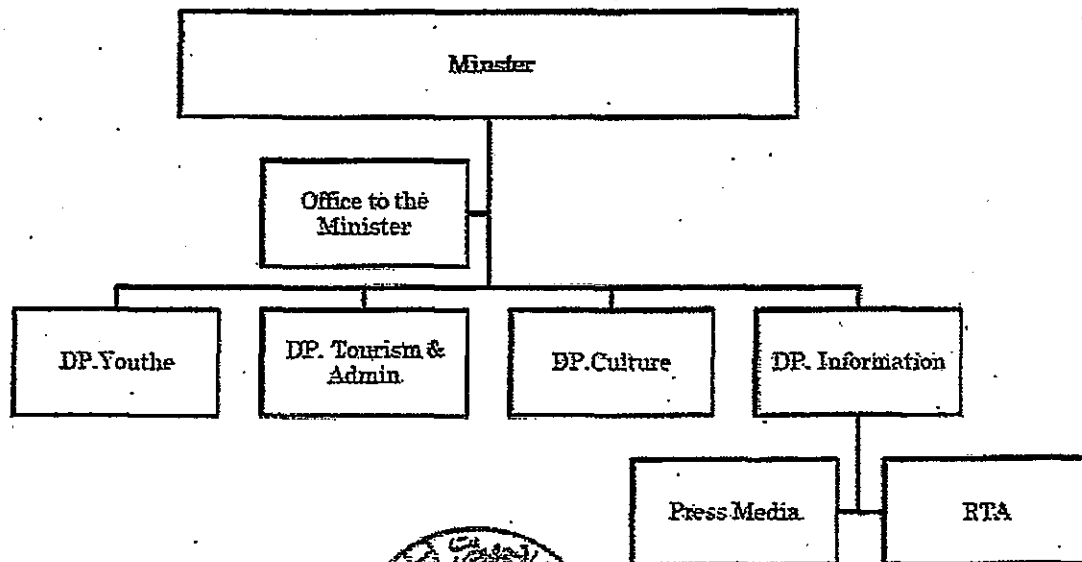 Minster
Office to the
Minister
DP.Youthe
DP. Tourism &
Admin.
DP.Culture
DP. Information
Press Media
RTA